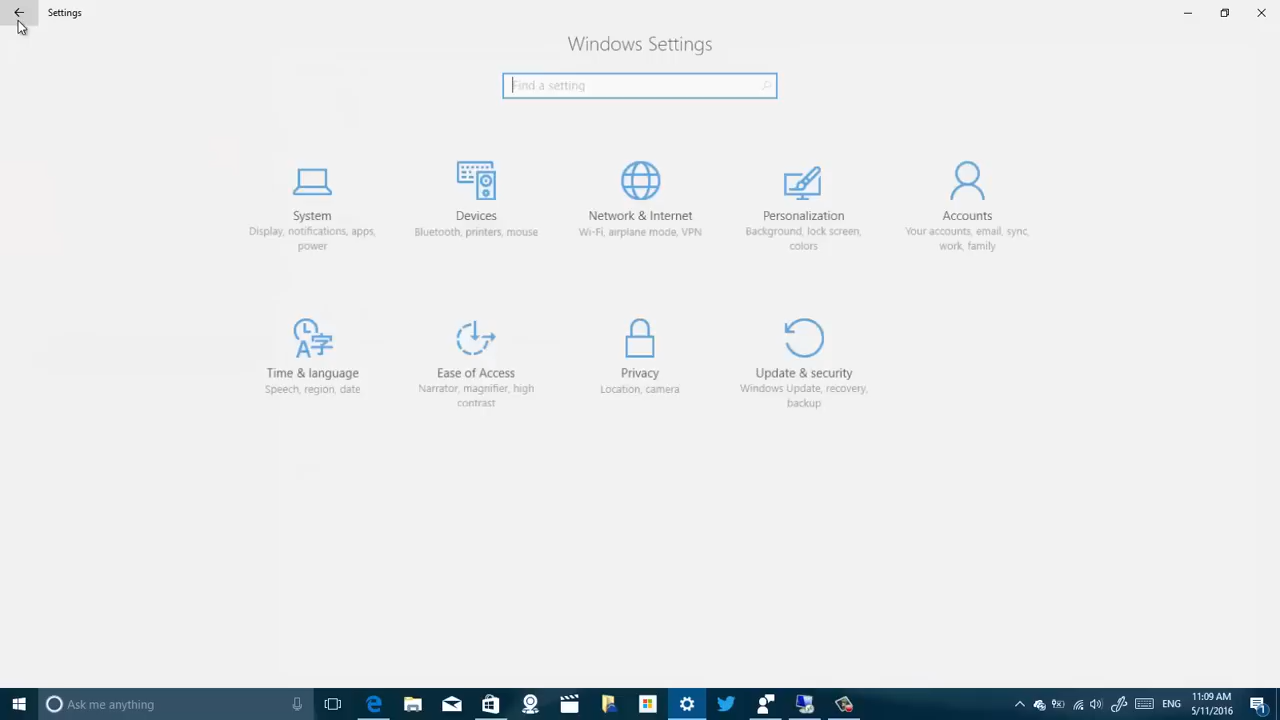 Settings
Windows Settings
Find a setting
System
Display, notifications, apps,
power
Devices
Bluetooth, printers, mouse
Network & Internet
Wi-Fi, airplane mode, VPN
Personalization
Background, lock screen,
colors
Accounts
Your accounts, email, sync,
work, family
Time & language
Speech, region, date
Ease of Access
Narrator, magnifier, high
contrast
Privacy
Location, camera
Update & security
Windows Update, recovery,
backup
Ask me anything
ENG
11:09 AM
5/11/2016
1